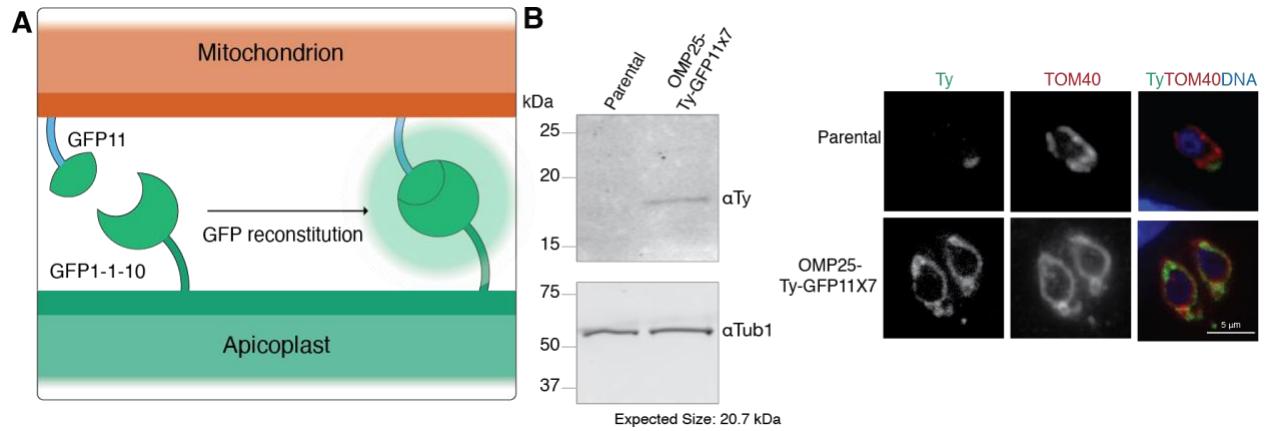 A
Mitochondrion
GFP11
GFP reconstitution
GFP1-1-10
Apicoplast
B
Parental
OMP25-
Ty-GFP11x7
kDa
25
20
15
αTy
75
50
37
αTub1
Expected Size: 20.7 kDa
Ty
TOM40
TyTOM40DNA
Parental
OMP25-
Ty-GFP11X7
5 µm